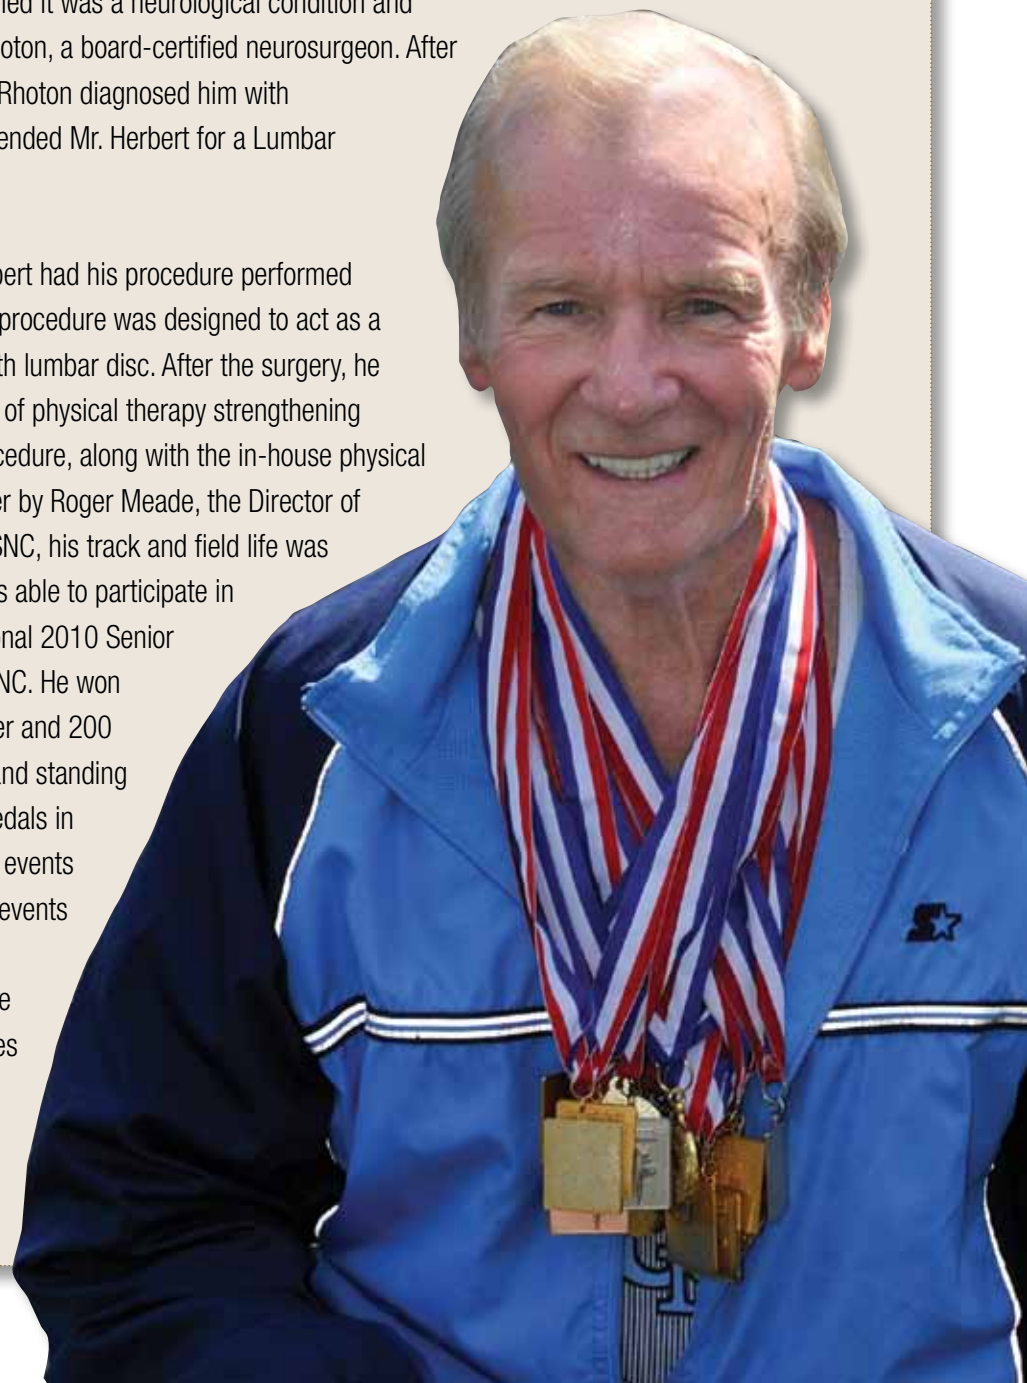 ed it was a neurological condition and
oton, a board-certified neurosurgeon. After
Rhoton diagnosed him with
ended Mr. Herbert for a Lumbar
bert had his procedure performed
procedure was designed to act as a
th lumbar disc. After the surgery, he
of physical therapy strengthening
cedure, along with the in-house physical
er by Roger Meade, the Director of
SNC, his track and field life was
s able to participate in
onal 2010 Senior
NC. He won
er and 200
and standing
edals in
events
events
e
es